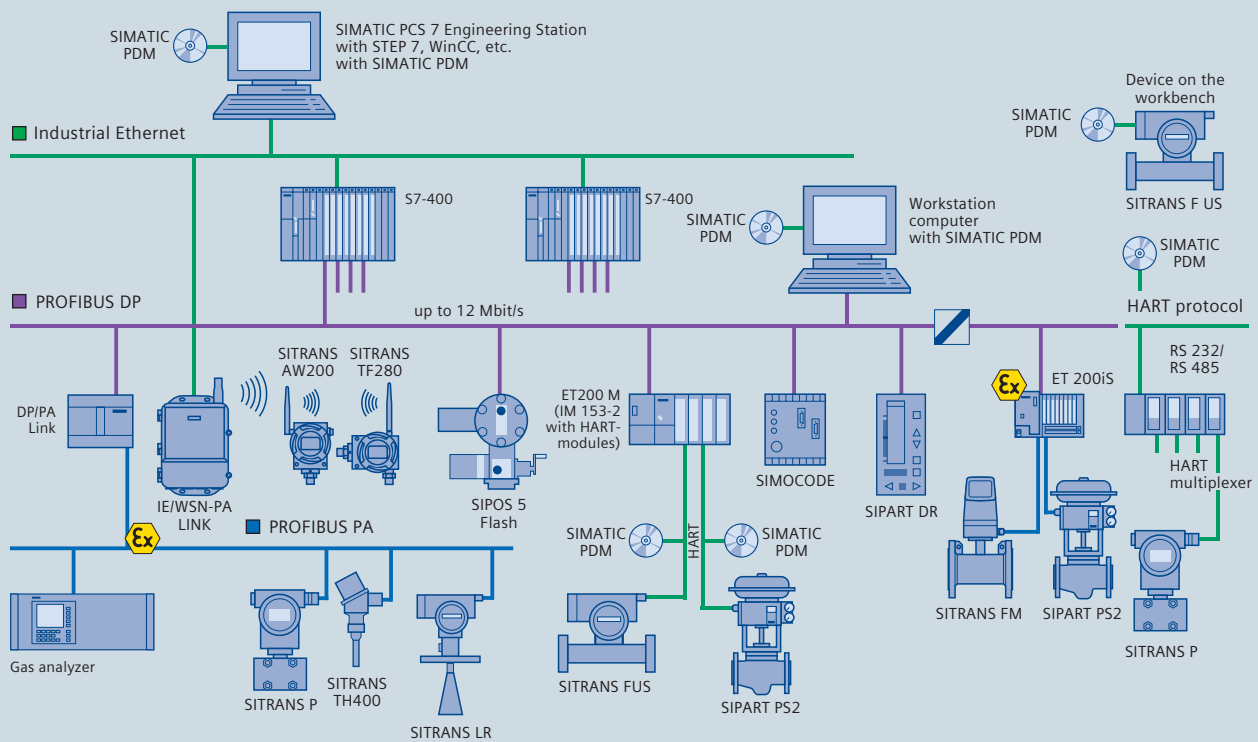 SIMATIC
PDM
SIMATIC PCS 7 Engineering Station
with STEP 7, WinCC, etc.
with SIMATIC PDM
Device on the
workbench
SIMATIC
PDM
SITRANS F US
Industrial Ethernet
S7-400
S7-400
SIMATIC
PDM
Workstation
computer
with SIMATIC PDM
SIMATIC
PDM
PROFIBUS DP
up to 12 Mbit/s
HART protocol
DP/PA
Link
IE/WSN-PA
LINK
SITRANS
AW200
SITRANS
TF280
SIPOS 5
Flash
ET200 M
(IM 153-2
with HART-
modules)
SIMOCODE
SIPART DR
Ex
ET 200iS
RS 232/
RS 485
HART
multiplexer
Ex
PROFIBUS PA
SIMATIC
PDM
HART
SIMATIC
PDM
Gas analyzer
SITRANS P
SITRANS
TH400
SITRANS LR
SITRANS FUS
SIPART PS2
SITRANS FM
SIPART PS2
SITRANS P